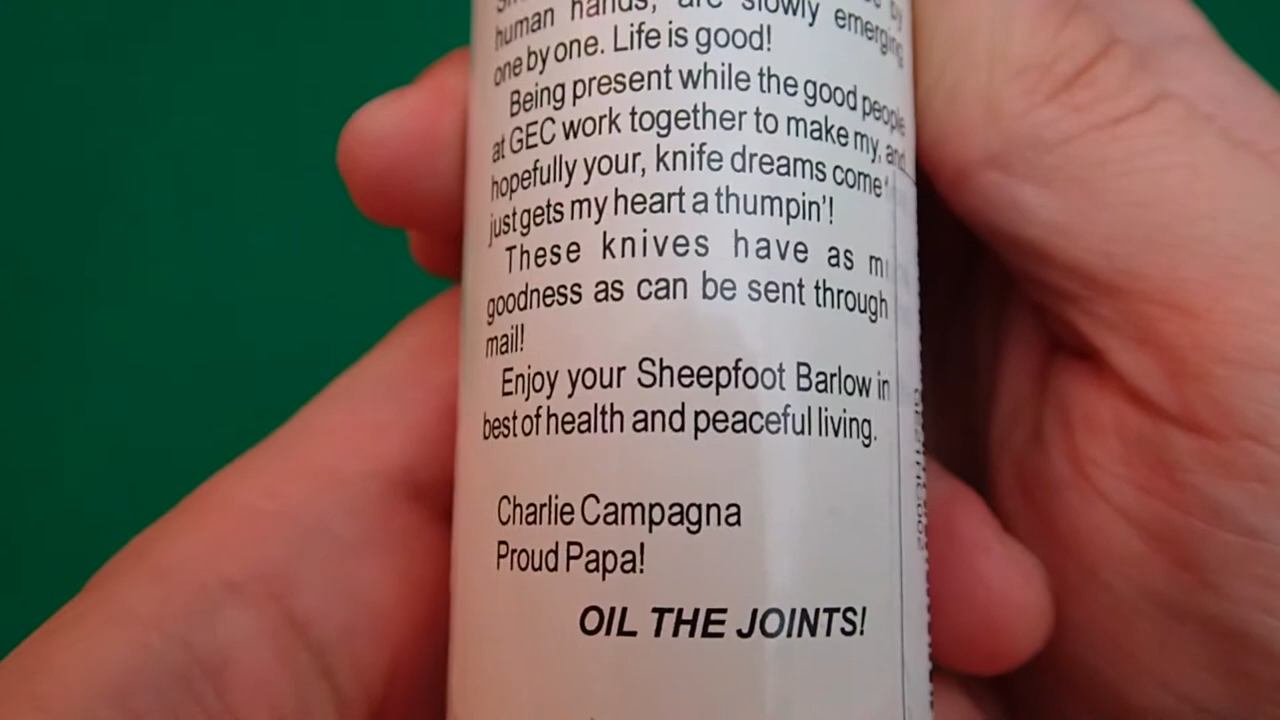 human hands, are slowly emerging
one by one. Life is good!
Being present while the good people
at GEC work together to make my, and
hopefully your, knife dreams come
just gets my heart a thumpin'!
These knives have as
goodness as can be sent through
mail!
Enjoy your Sheepfoot Barlow in
best of health and peaceful living.
Charlie Campagna
Proud Papa!
OIL THE JOINTS!